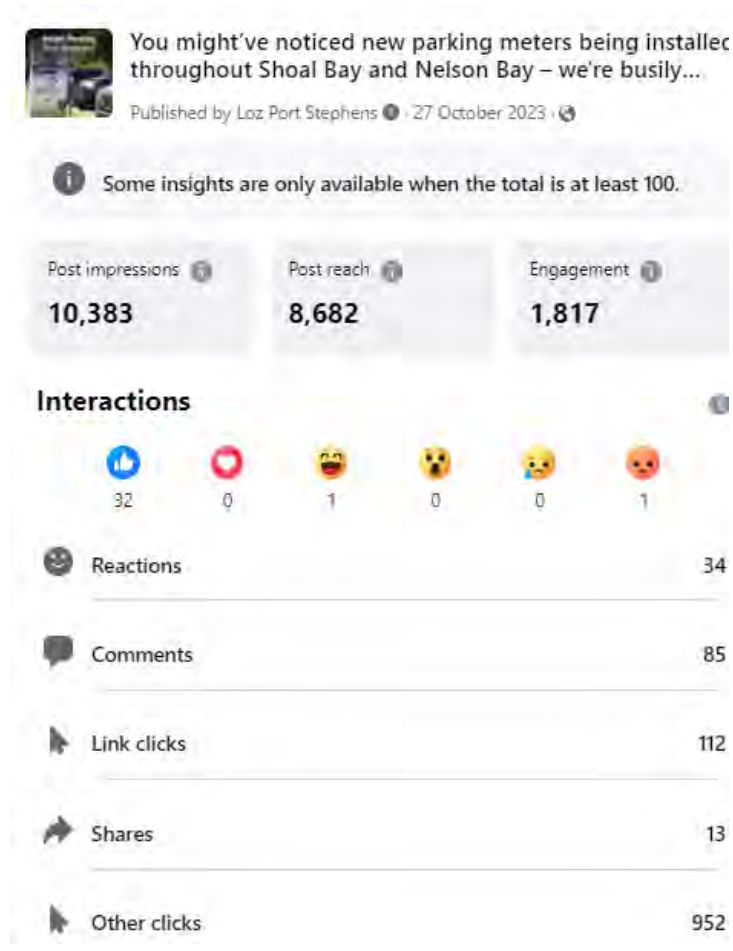 You might've noticed new parking meters being installed
throughout Shoal Bay and Nelson Bay – we're busily...
Published by Loz Port Stephens · 27 October 2023 ·
Some insights are only available when the total is at least 100.
Post impressions Post reach Engagement
10,383 8,682 1,817
Interactions
32 0 1 0 0 1
Reactions 34
Comments 85
Link clicks 112
Shares 13
Other clicks 952